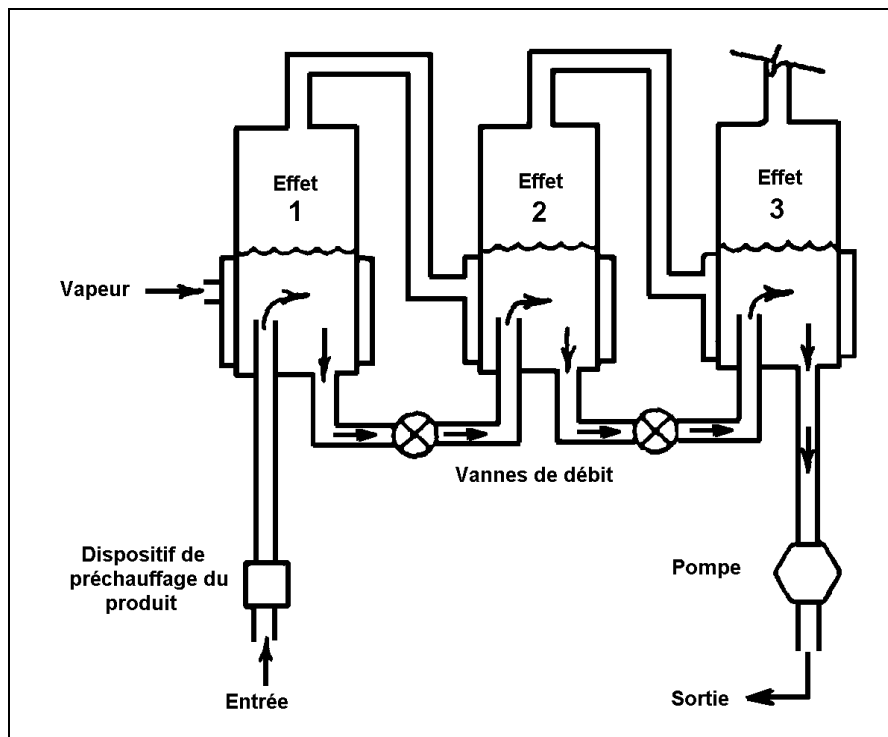 Effet
1
Effet
2
Effet
3
Vapeur
Vannes de débit
Dispositif de
préchauffage du
produit
Pompe
Entrée
Sortie